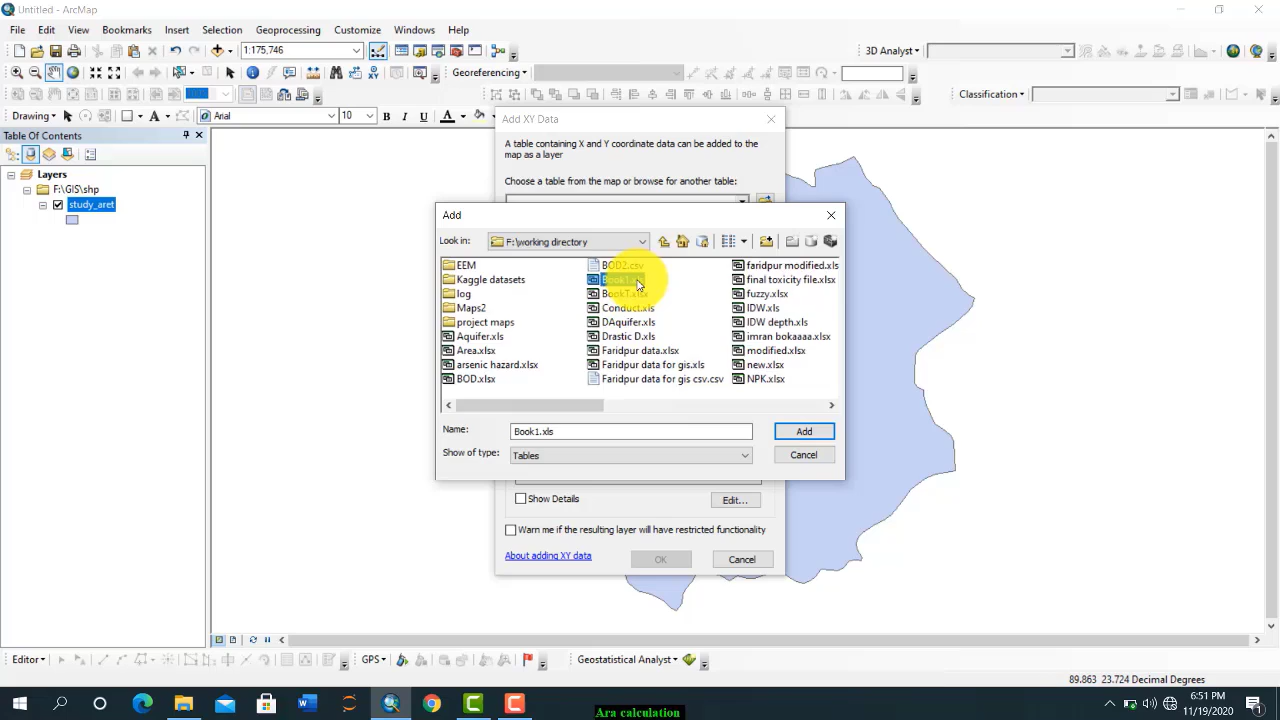 Untitled - ArcMap
File Edit View Bookmarks Insert Selection Geoprocessing Customize Windows Help
1:175,746
3D Analyst
Georeferencing
Classification
Drawing
A
Arial
10
B I U A
Table Of Contents
Layers
F:\GIS\shp
study_aret
Add XY Data
A table containing X and Y coordinate data can be added to the
map as a layer
Choose a table from the map or browse for another table:
Add
Look in:
F:\working directory
EEM
Kaggle datasets
log
Maps2
project maps
Aquifer.xls
Area.xlsx
arsenic hazard.xlsx
BOD.xlsx
BOD2.csv
Book1.xls
Book1.xlsx
Conduct.xls
DAquifer.xls
Drastic D.xls
Faridpur data.xlsx
Faridpur data for gis.xls
Faridpur data for gis csv.csv
faridpur modified.xls
final toxicity file.xlsx
fuzzy.xlsx
IDW.xls
IDW depth.xls
imran bokaaaa.xlsx
modified.xlsx
new.xlsx
NPK.xlsx
Name:
Book1.xls
Add
Show of type:
Tables
Cancel
Show Details
Edit...
Warn me if the resulting layer will have restricted functionality
About adding XY data
OK
Cancel
Editor
GPS
Geostatistical Analyst
89.863 23.724 Decimal Degrees
6:51 PM
11/19/2020
Ara calculation